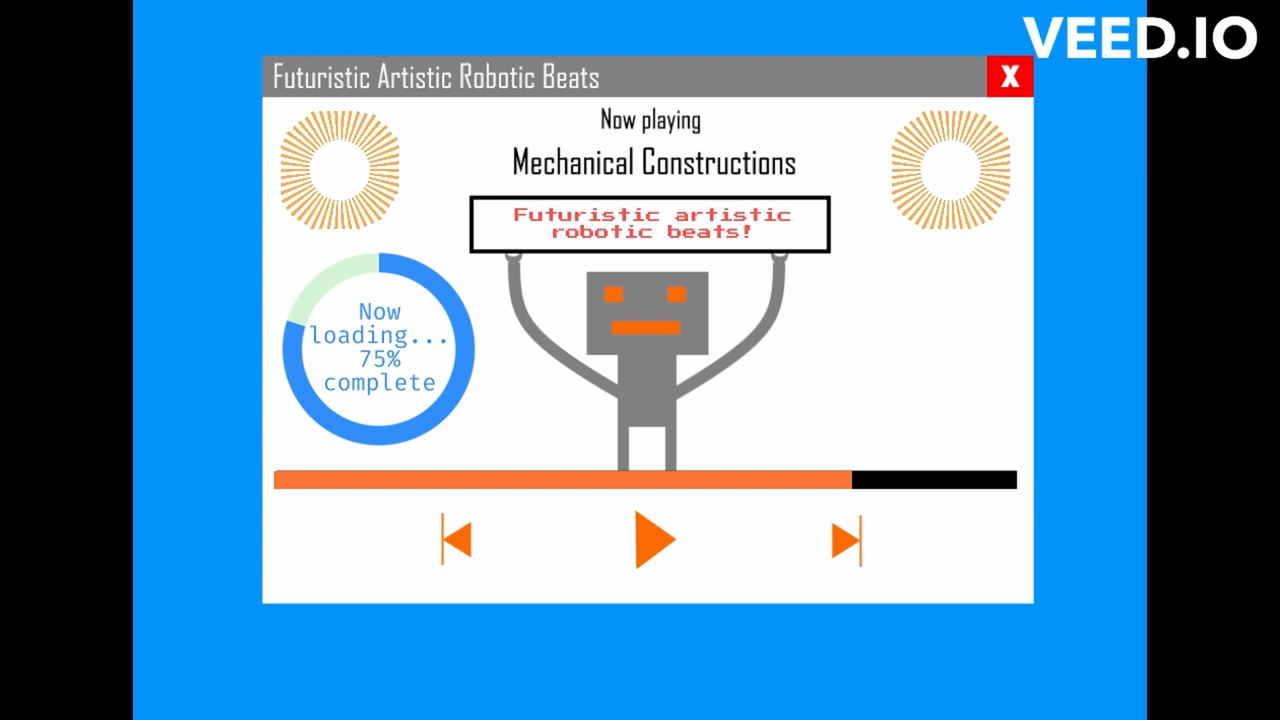 VEED.IO
Futuristic Artistic Robotic Beats
X
Now playing
Mechanical Constructions
Futuristic artistic
robotic beats!
Now
loading...
75%
complete